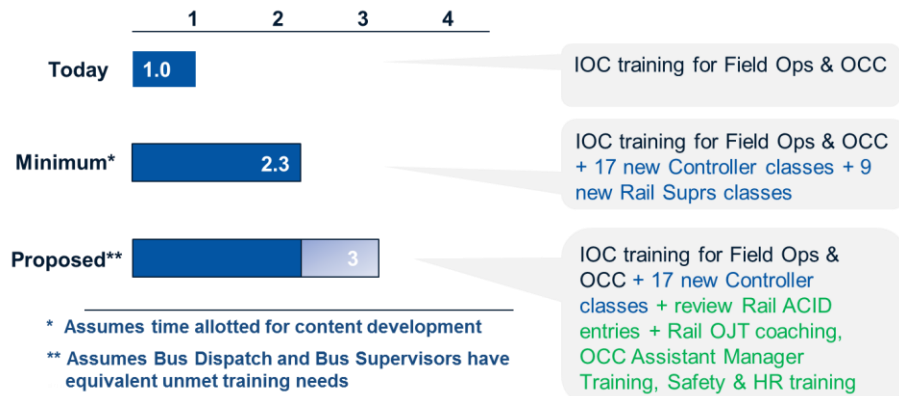 1 2 3 4
Today 1.0
IOC training for Field Ops & OCC
Minimum* 2.3
IOC training for Field Ops & OCC
+ 17 new Controller classes + 9
new Rail Suprs classes
Proposed** 3
IOC training for Field Ops &
OCC + 17 new Controller
classes + review Rail ACID
entries + Rail OJT coaching,
OCC Assistant Manager
Training, Safety & HR training
* Assumes time allotted for content development
** Assumes Bus Dispatch and Bus Supervisors have
equivalent unmet training needs